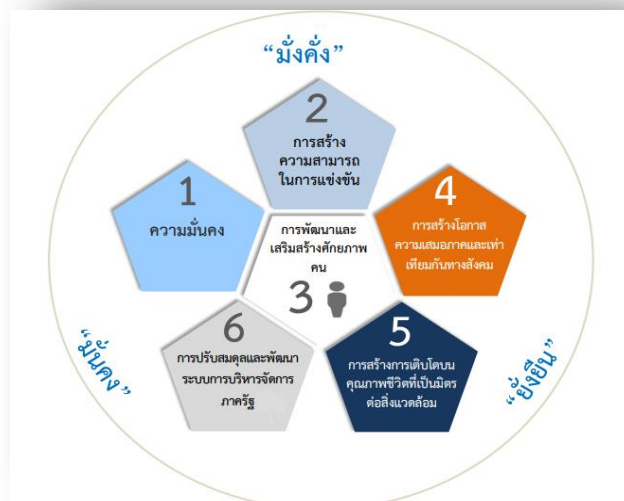 “มั่งคั่ง”
2
การสร้าง
ความสามารถ
ในการแข่งขัน
1
ความมั่นคง
4
การสร้างโอกาส
ความเสมอภาคและเท่า
เทียมกันทางสังคม
การพัฒนาและ
เสริมสร้างศักยภาพ
คน
3
6
การปรับสมดุลและพัฒนา
ระบบการบริหารจัดการ
ภาครัฐ
5
การสร้างการเติบโตบน
คุณภาพชีวิตที่เป็นมิตร
ต่อสิ่งแวดล้อม
“มั่นคง”
“ยั่งยืน”